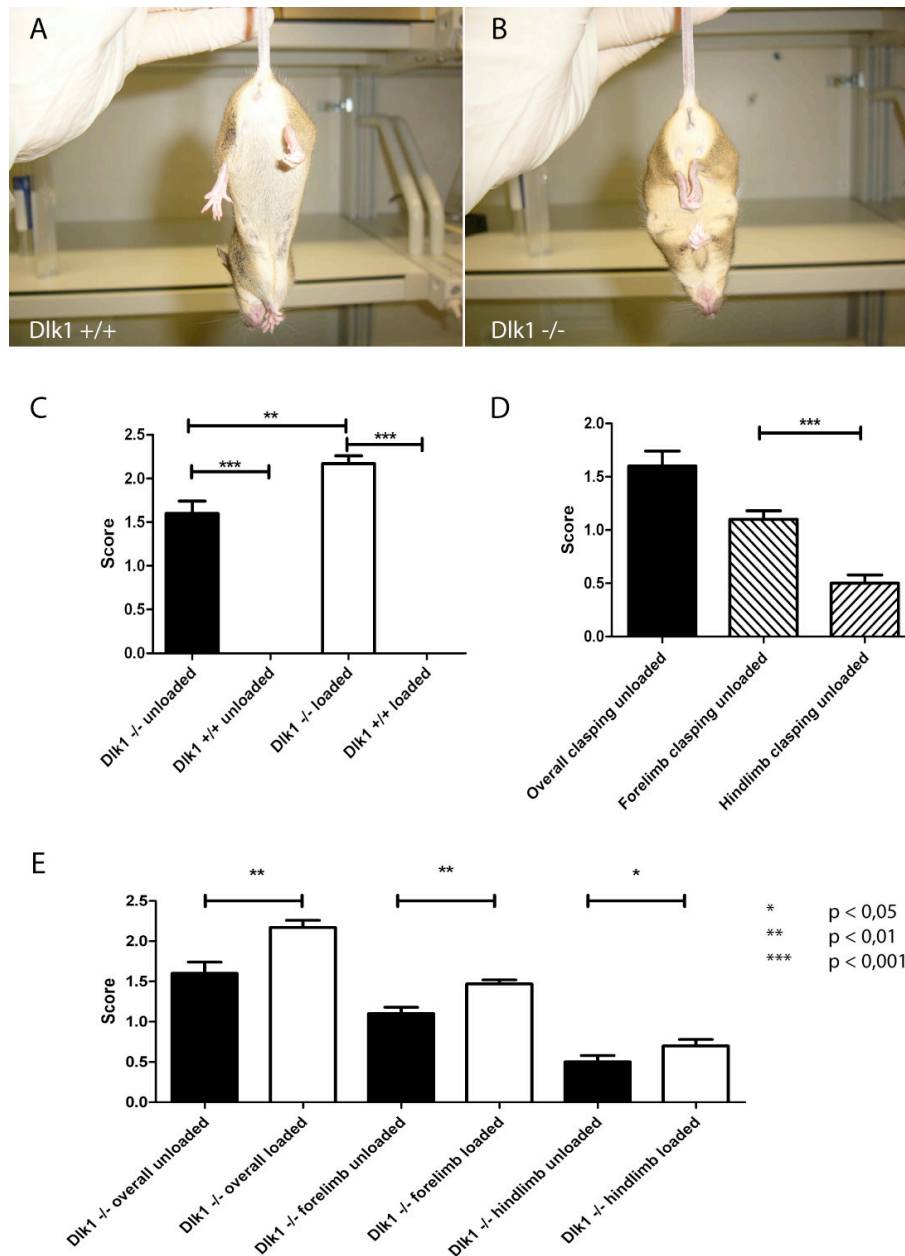 A
B
Dlk1 +/+
Dlk1 -/-
C
**
***
***
2.5
2.0
1.5
1.0
0.5
0.0
Score
Dlk1 -/- unloaded
Dlk1 +/+ unloaded
Dlk1 -/- loaded
Dlk1 +/+ loaded
D
***
2.0
1.5
1.0
0.5
0.0
Score
Overall clasping unloaded
Forelimb clasping unloaded
Hindlimb clasping unloaded
E
**
**
*
2.5
2.0
1.5
1.0
0.5
0.0
Score
Dlk1 -/- overall unloaded
Dlk1 -/- overall loaded
Dlk1 -/- forelimb unloaded
Dlk1 -/- forelimb loaded
Dlk1 -/- hindlimb unloaded
Dlk1 -/- hindlimb loaded
* p < 0,05
** p < 0,01
*** p < 0,001